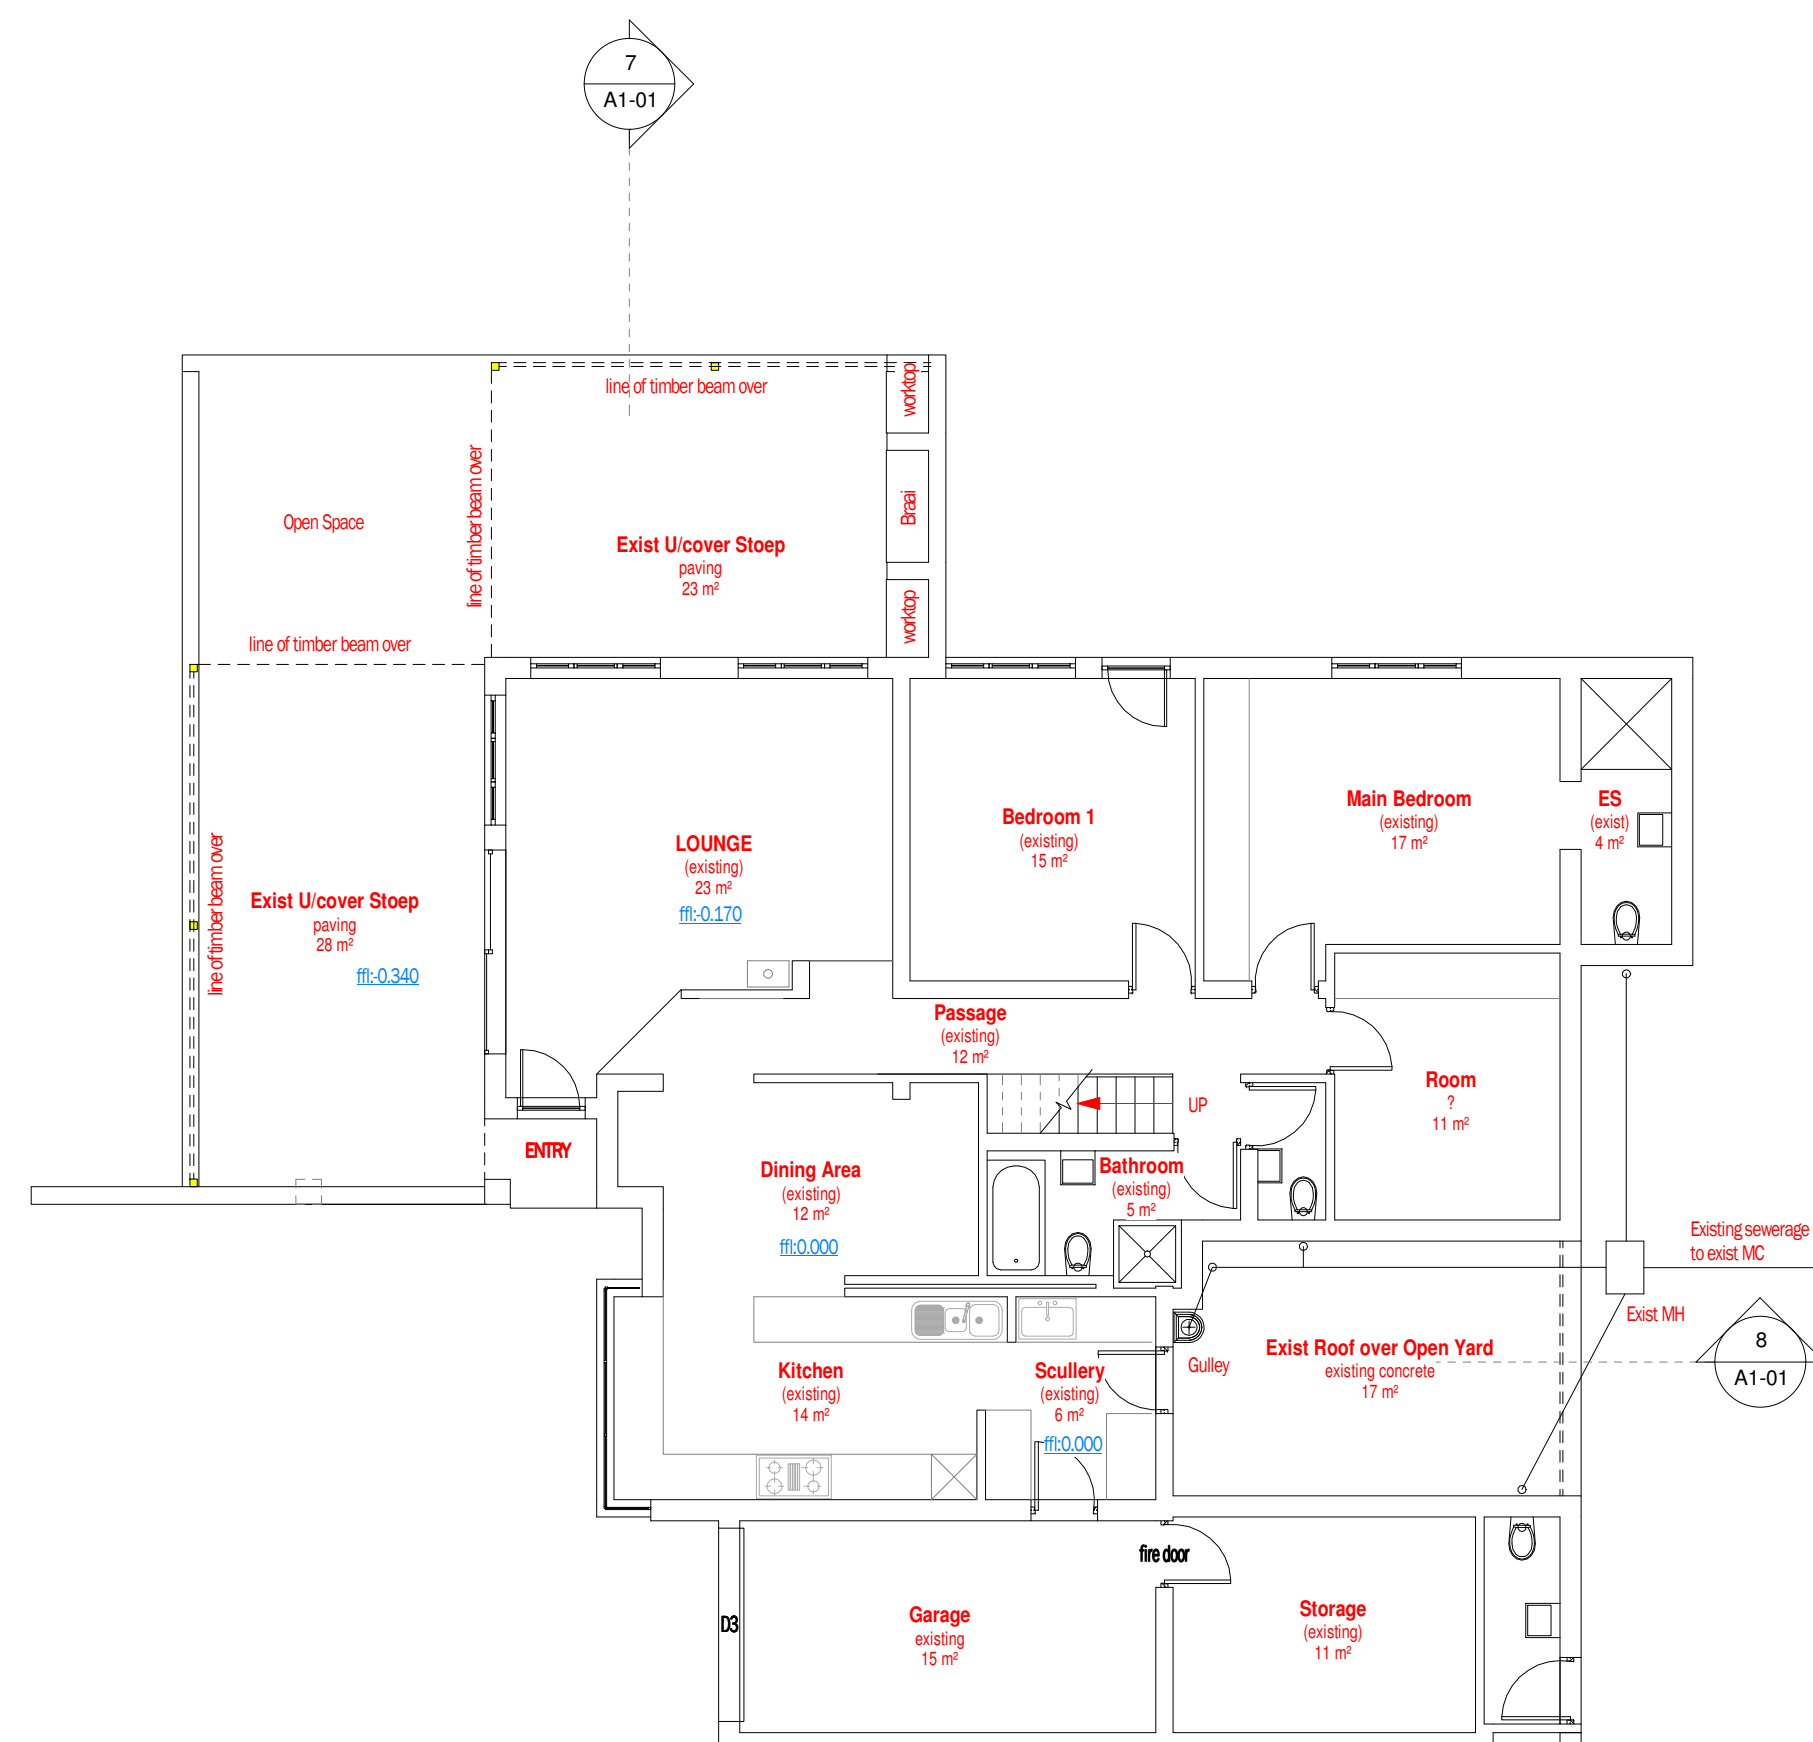 7
A1-01
line of timber beam over
worktop
line of timber beam over
Braai
Open Space
Exist U/cover Stoep
paving
23 m²
worktop
line of timber beam over
LOUNGE
(existing)
23 m²
ffl:-0.170
Bedroom 1
(existing)
15 m²
Main Bedroom
(existing)
17 m²
ES
(exist)
4 m²
line of timber beam over
Exist U/cover Stoep
paving
28 m²
ffl:-0.340
Passage
(existing)
12 m²
Room
?
11 m²
UP
ENTRY
Dining Area
(existing)
12 m²
ffl:0.000
Bathroom
(existing)
5 m²
Existing sewerage
to exist MC
Exist MH
8
A1-01
Gulley
Exist Roof over Open Yard
existing concrete
17 m²
Kitchen
(existing)
14 m²
Scullery
(existing)
6 m²
ffl:0.000
fire door
D3
Garage
existing
15 m²
Storage
(existing)
11 m²